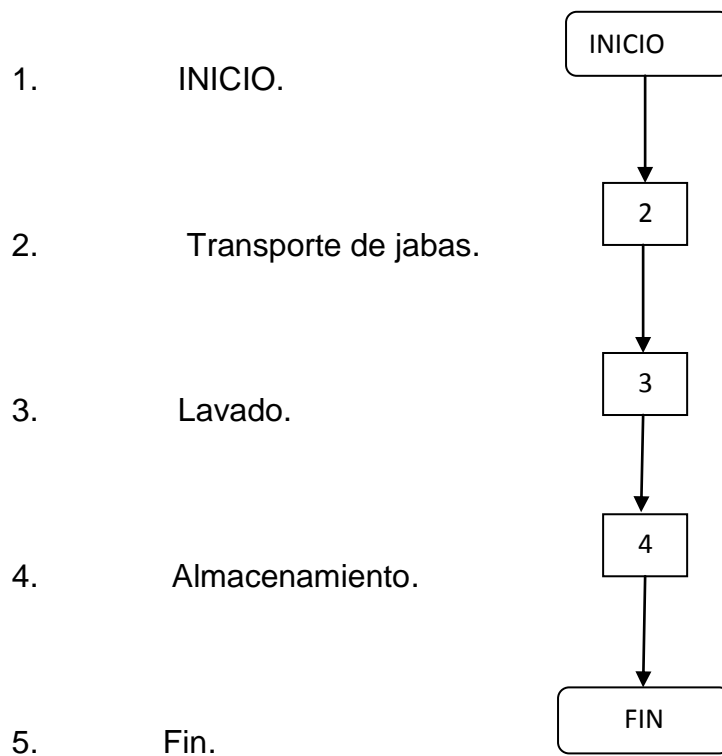 INICIO
1. INICIO.
2
2. Transporte de jabas.
3
3. Lavado.
4
4. Almacenamiento.
FIN
5. Fin.